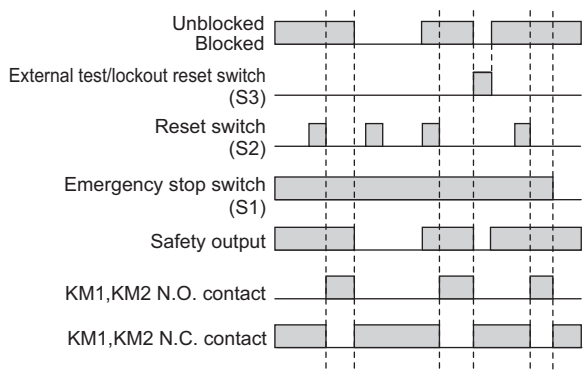 Unblocked
Blocked
External test/lockout reset switch
(S3)
Reset switch
(S2)
Emergency stop switch
(S1)
Safety output
KM1,KM2 N.O. contact
KM1,KM2 N.C. contact